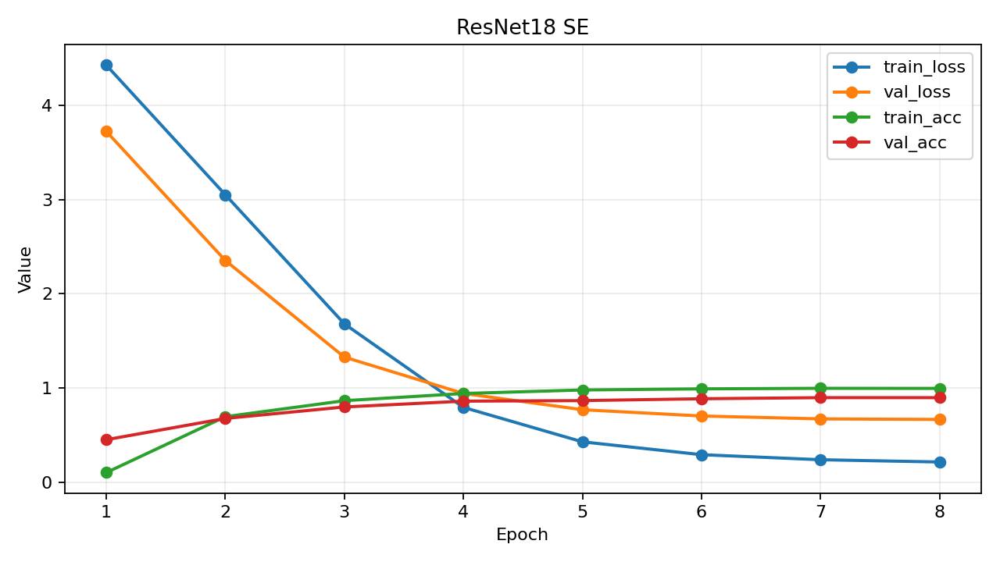 ResNet18 SE
train_loss
val_loss
train_acc
val_acc
Value
4
3
2
1
0
1 2 3 4 5 6 7 8
Epoch